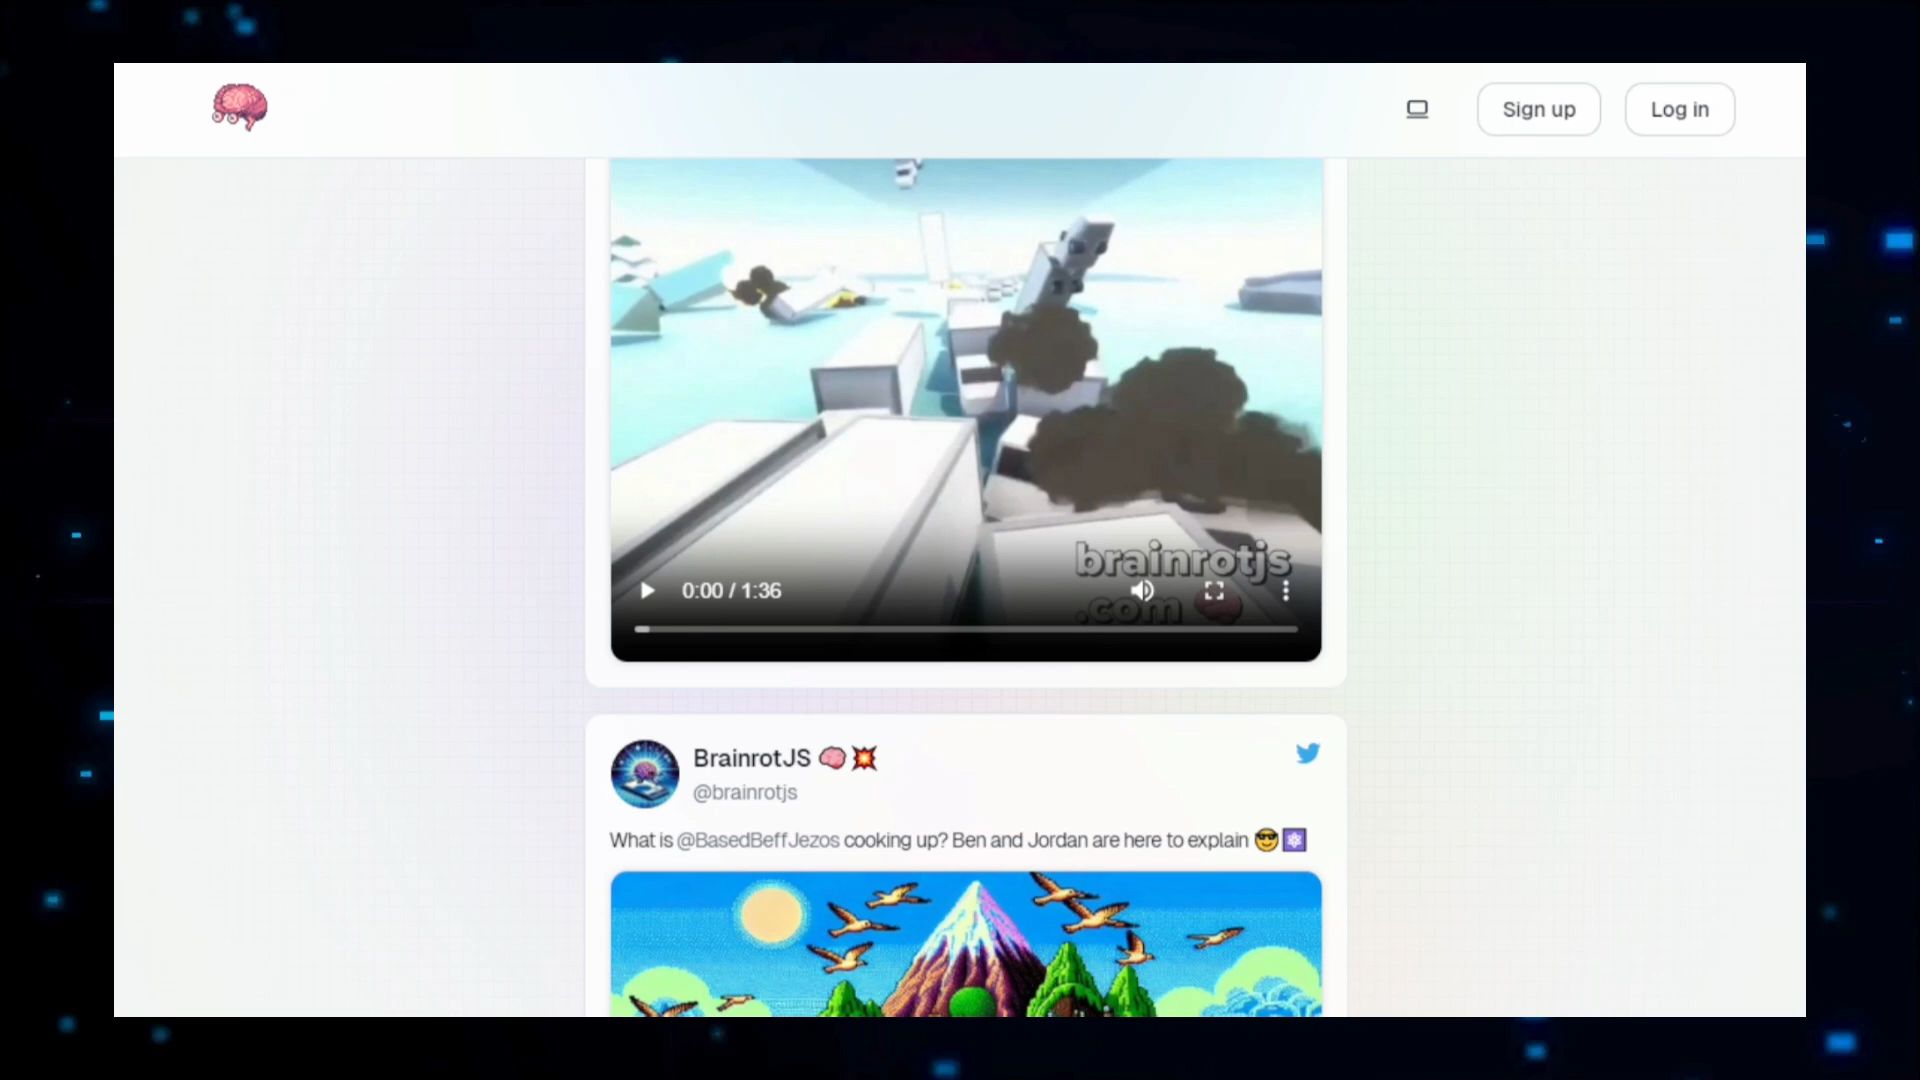 Sign up
Log in
brainrotjs
.com
0:00 / 1:36
BrainrotJS 🧠💥
@brainrotjs
What is @BasedBeffJezos cooking up? Ben and Jordan are here to explain 😎⚛️